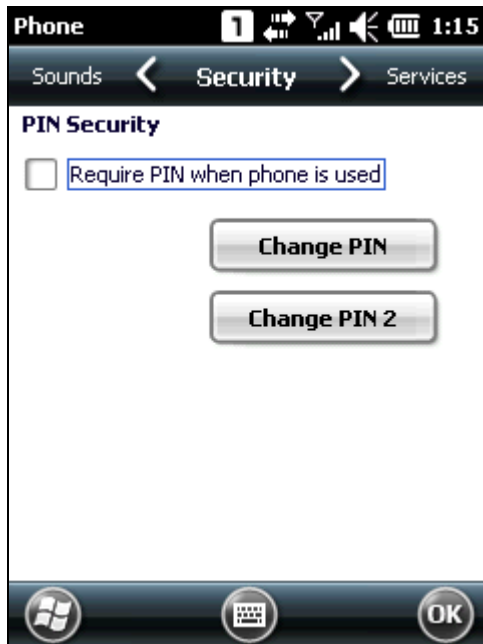 Phone 1 1:15
Sounds Security Services
PIN Security
Require PIN when phone is used
Change PIN
Change PIN 2
OK